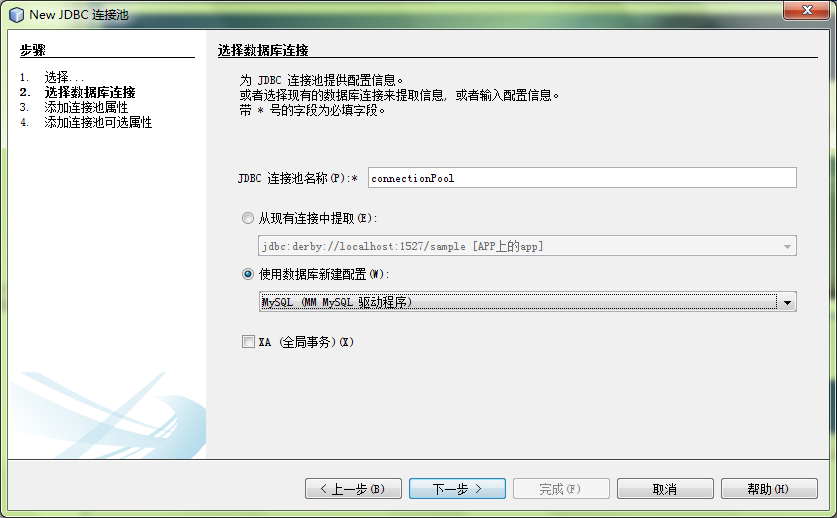 New JDBC 连接池
步骤
1. 选择...
2. 选择数据库连接
3. 添加连接池属性
4. 添加连接池可选属性
选择数据库连接
为 JDBC 连接池提供配置信息。
或者选择现有的数据库连接来提取信息, 或者输入配置信息。
带 * 号的字段为必填字段。
JDBC 连接池名称(P):* connectionPool
从现有连接中提取(E):
jdbc:derby://localhost:1527/sample [APP上的app]
使用数据库新建配置(W):
MySQL (MM MySQL 驱动程序)
XA (全局事务)(X)
< 上一步(B) 下一步 > 完成(F) 取消 帮助(H)